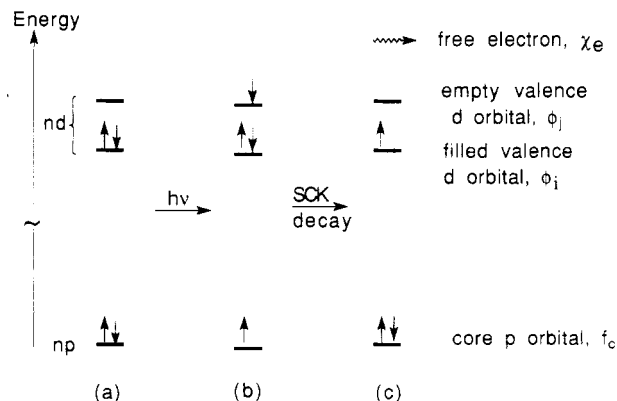 Energy
free electron, χe
empty valence
d orbital, ϕj
nd
filled valence
d orbital, ϕi
hν
SCK
decay
~
np
core p orbital, fc
(a) (b) (c)